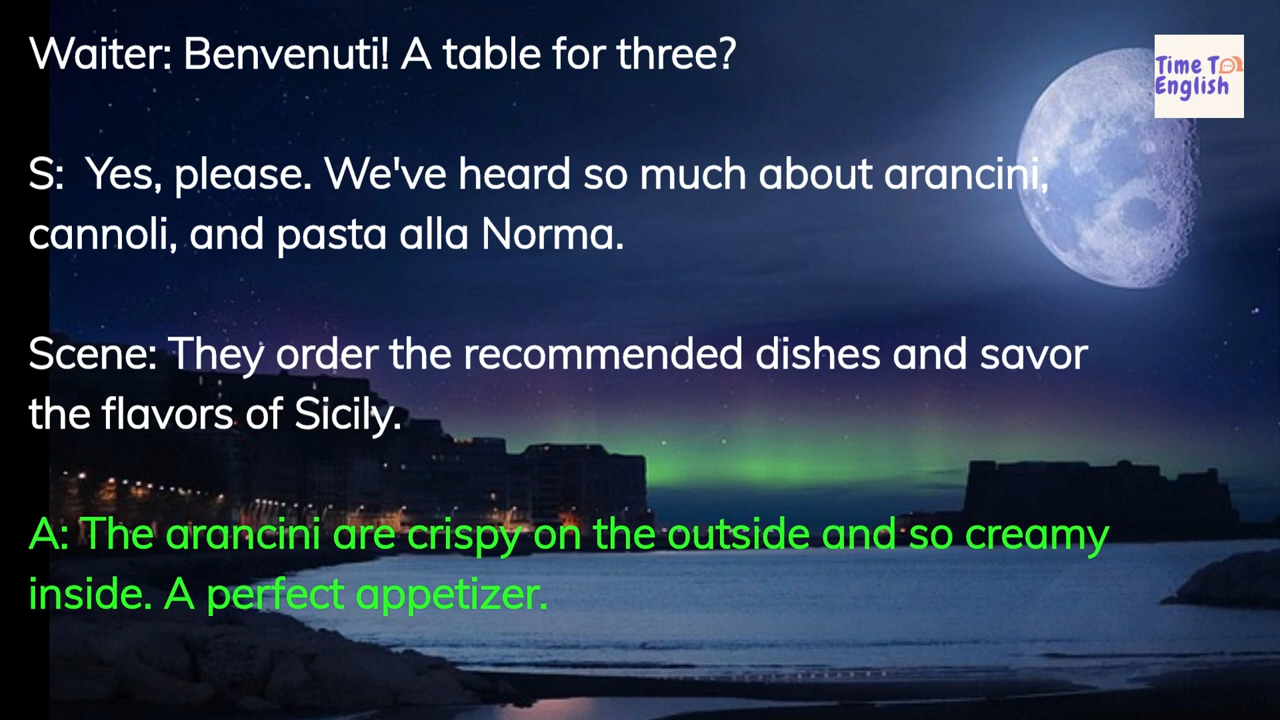 Waiter: Benvenuti! A table for three?
Time To
English
S:  Yes, please. We've heard so much about arancini,
cannoli, and pasta alla Norma.
Scene: They order the recommended dishes and savor
the flavors of Sicily.
A: The arancini are crispy on the outside and so creamy
inside. A perfect appetizer.